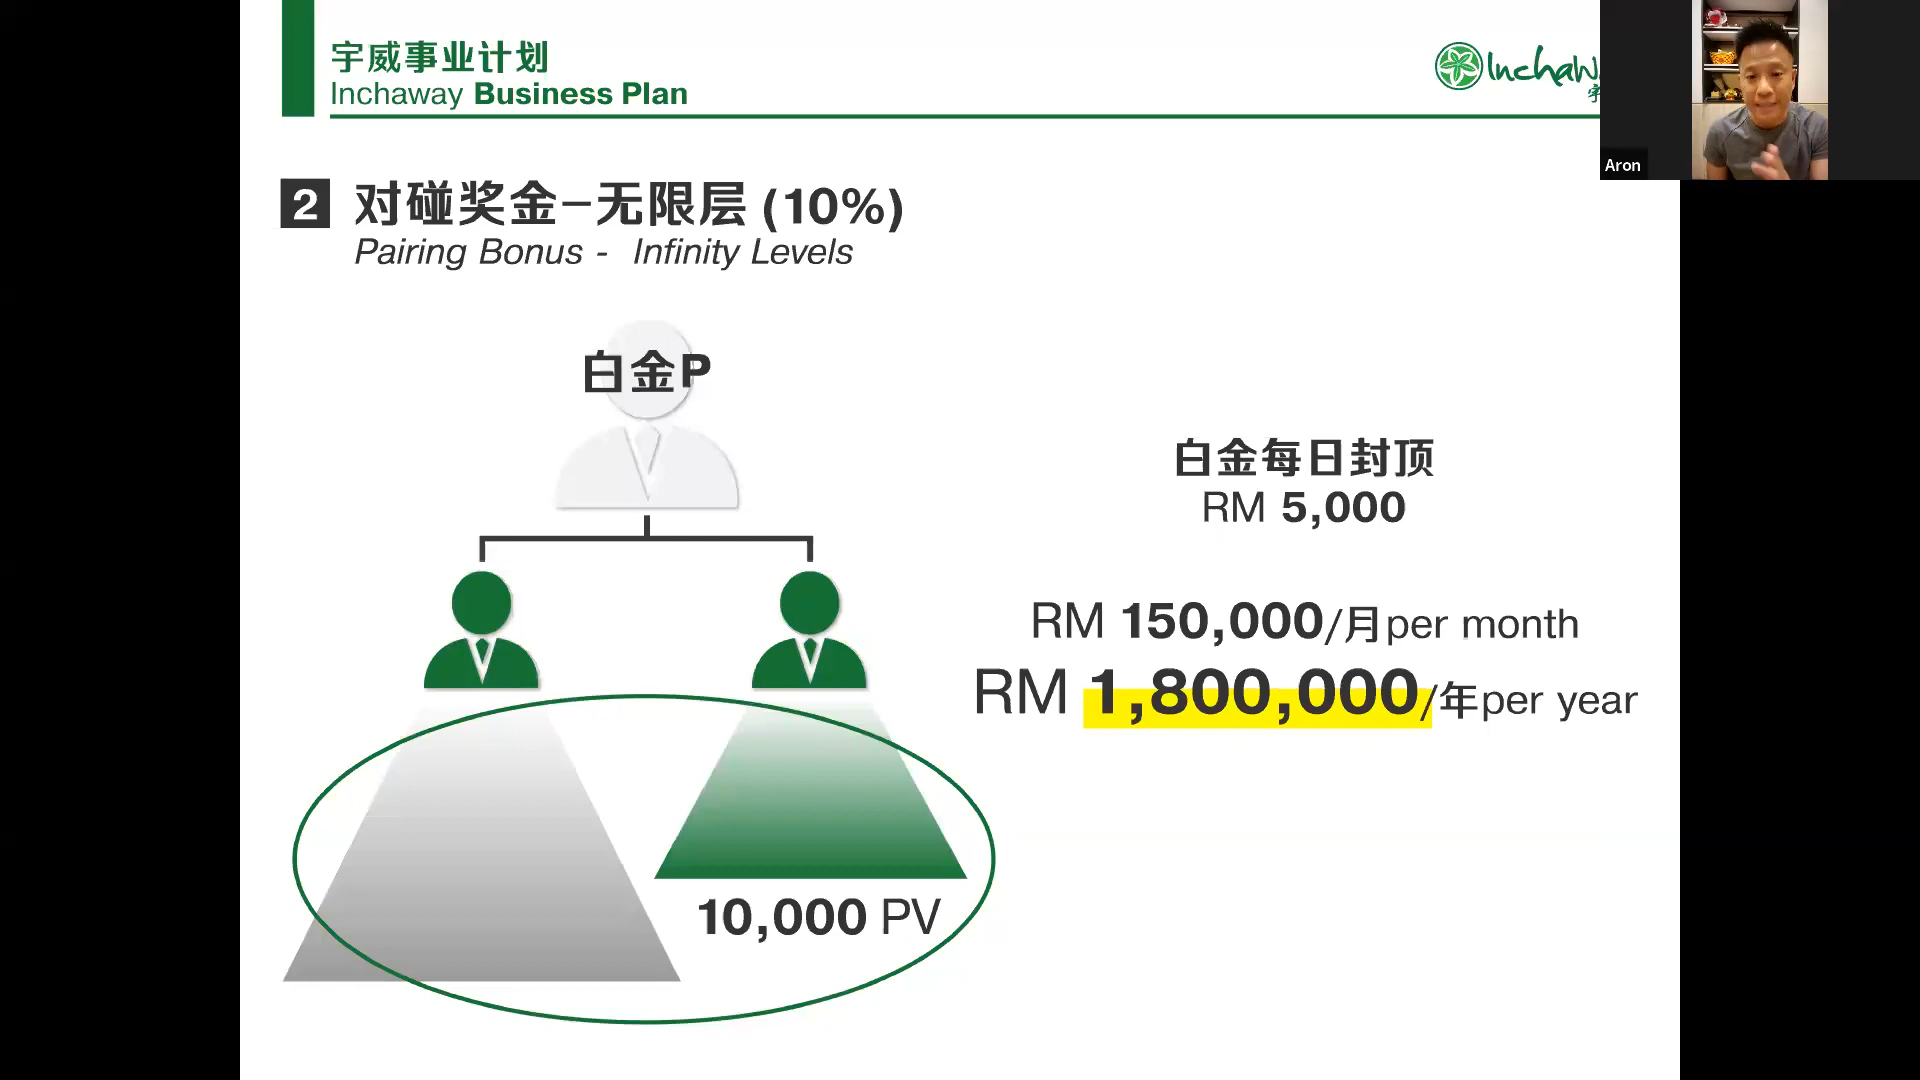 宇威事业计划
Inchaway Business Plan
InchaW
Aron
2 对碰奖金–无限层 (10%)
Pairing Bonus - Infinity Levels
白金P
白金每日封顶
RM 5,000
RM 150,000/月per month
RM 1,800,000/年per year
10,000 PV